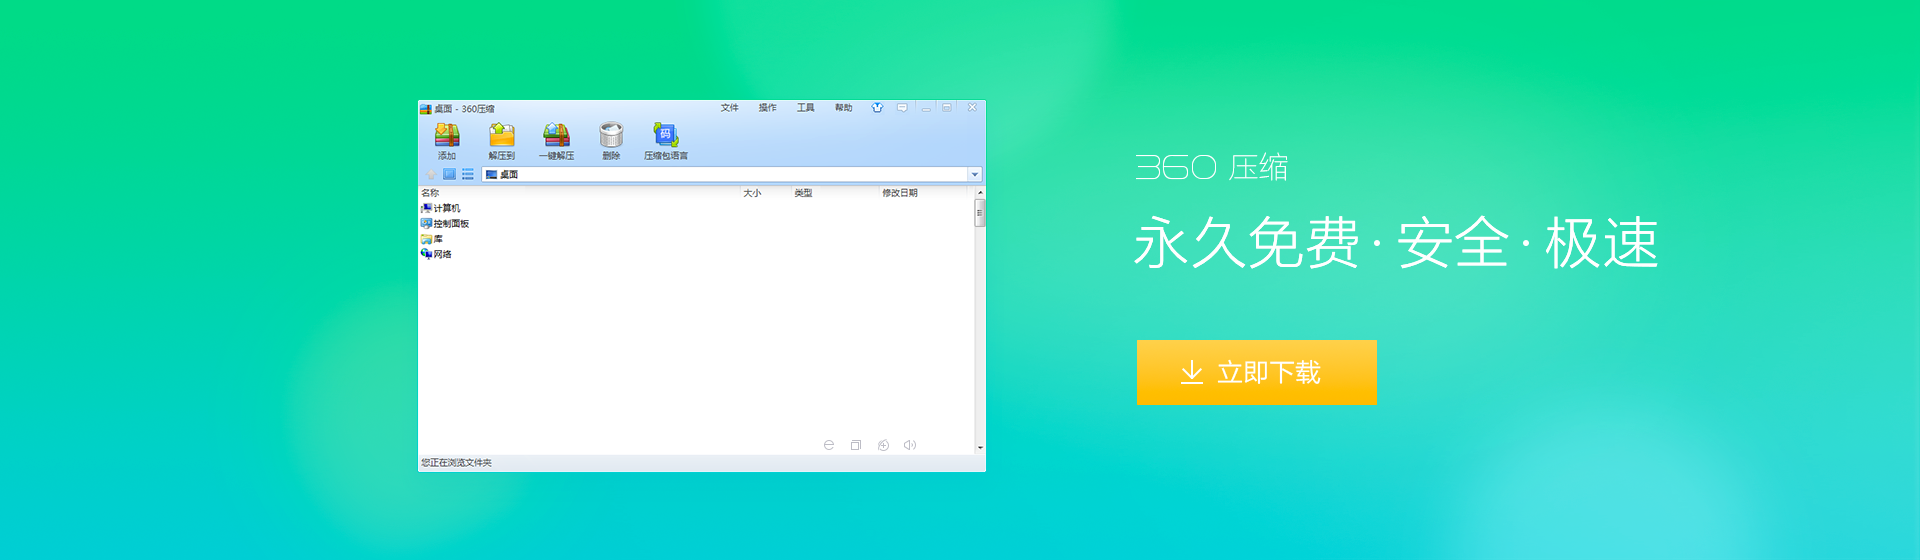 桌面 - 360压缩
文件 操作 工具 帮助
添加 解压到 一键解压 删除 压缩包语言
码
桌面
名称 大小 类型 修改日期
计算机
控制面板
库
网络
您正在浏览文件夹
360 压缩
永久免费·安全·极速
立即下载